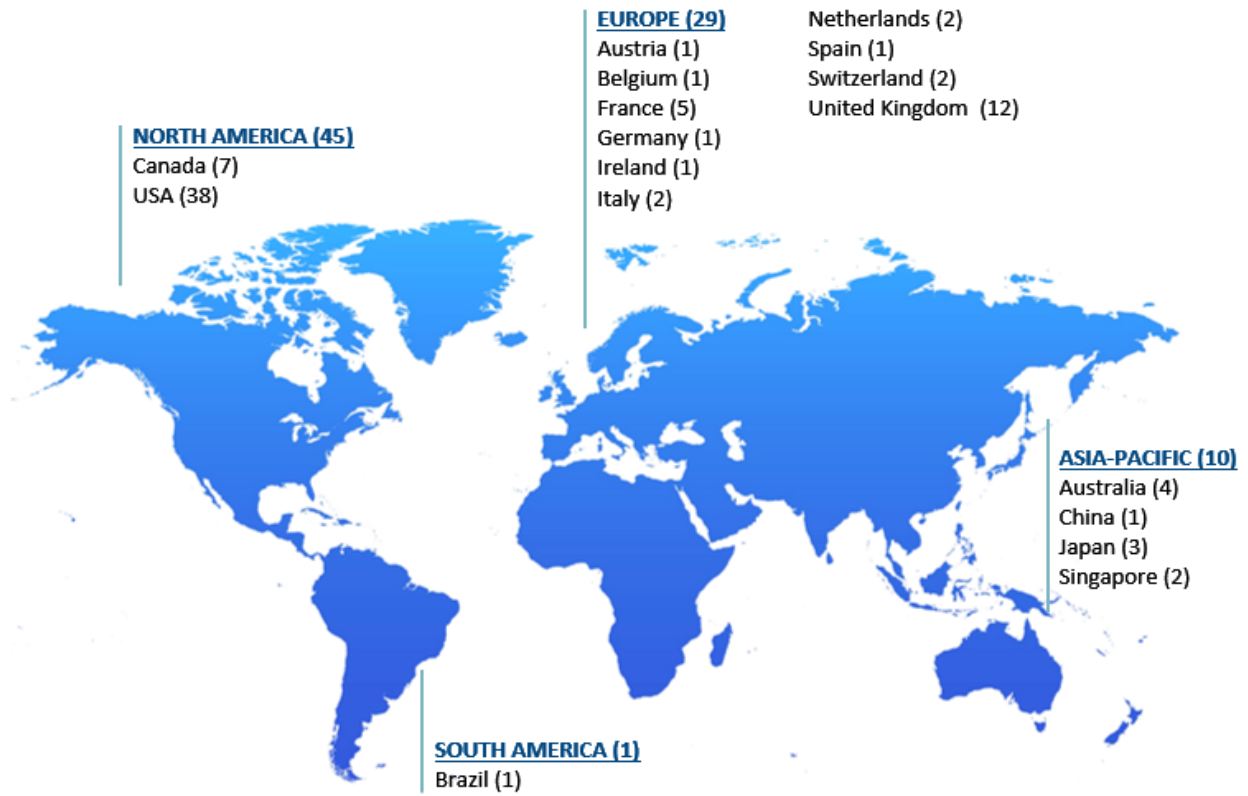 EUROPE (29)
Austria (1)
Belgium (1)
France (5)
Germany (1)
Ireland (1)
Italy (2)
Netherlands (2)
Spain (1)
Switzerland (2)
United Kingdom (12)
NORTH AMERICA (45)
Canada (7)
USA (38)
ASIA-PACIFIC (10)
Australia (4)
China (1)
Japan (3)
Singapore (2)
SOUTH AMERICA (1)
Brazil (1)